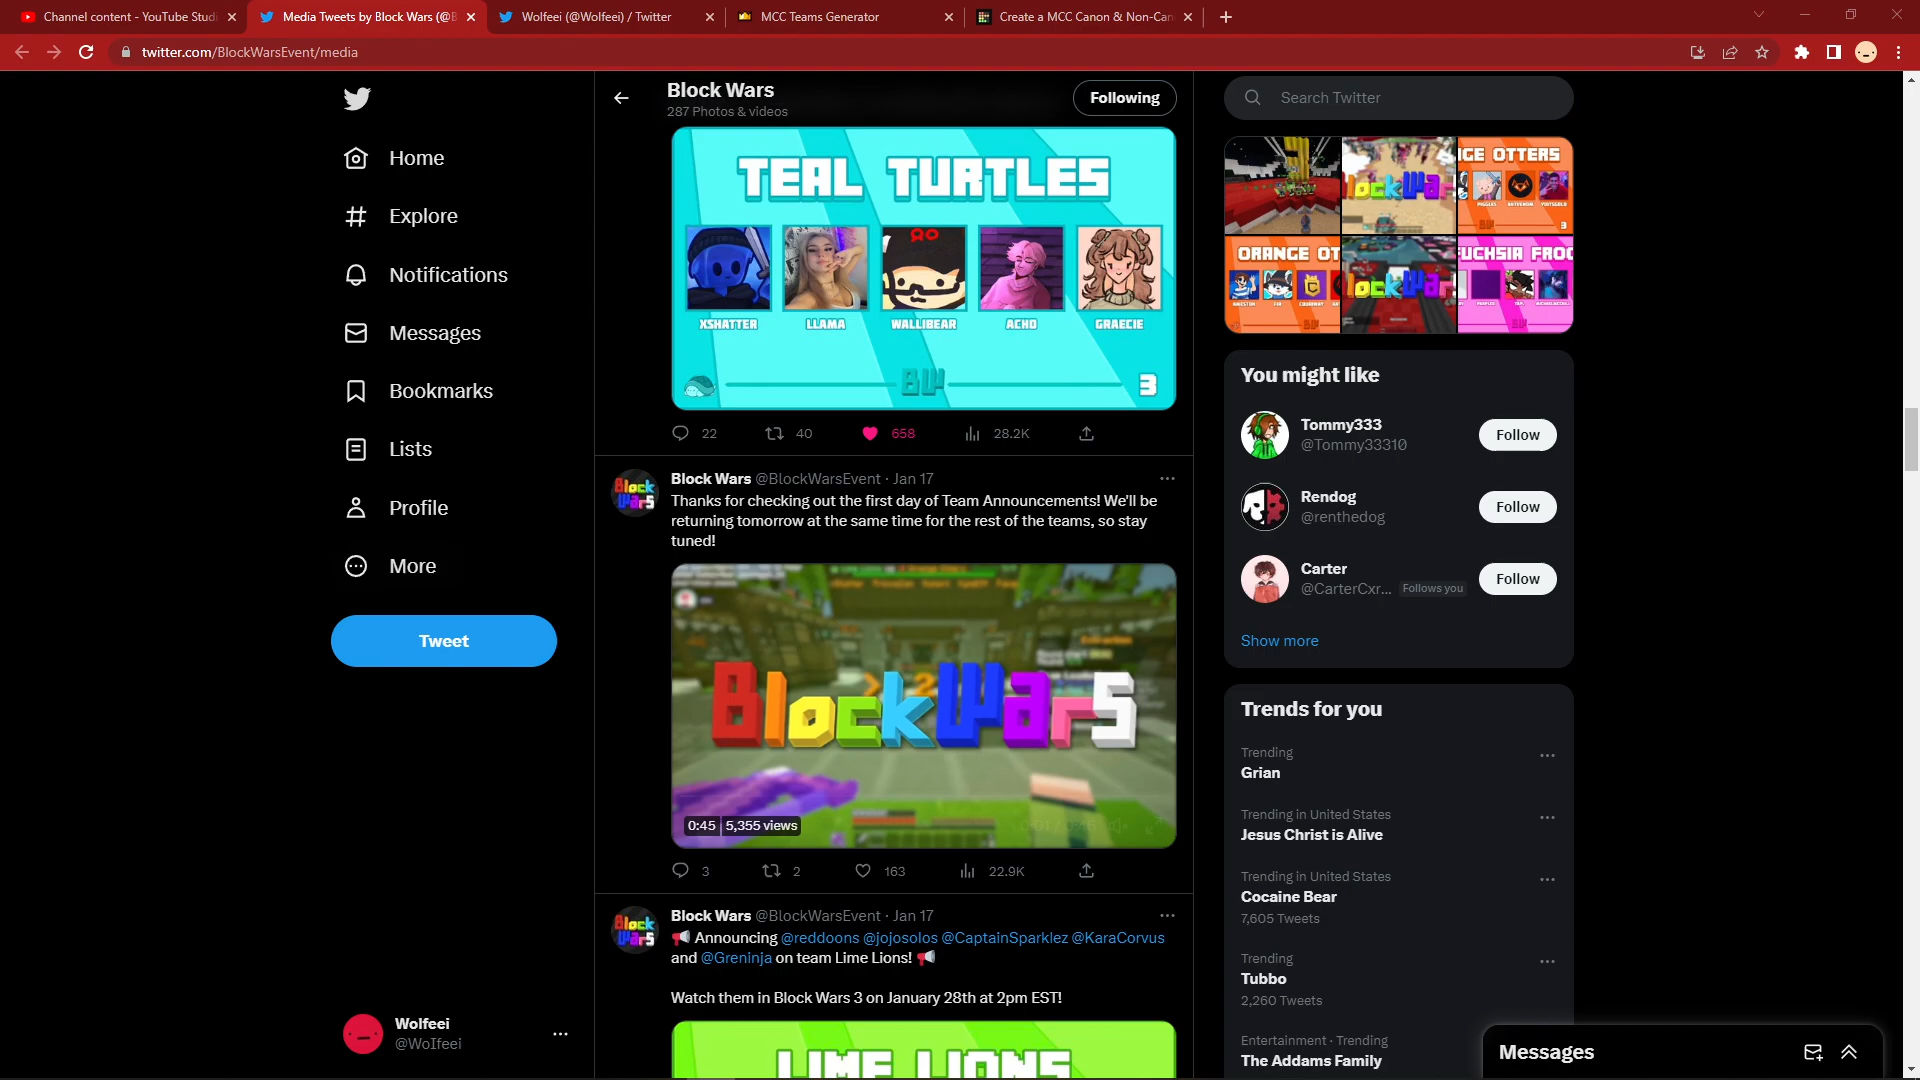 Channel content - YouTube Studi
Media Tweets by Block Wars (@B
Wolfeei (@Wolfeei) / Twitter
MCC Teams Generator
Create a MCC Canon & Non-Can
twitter.com/BlockWarsEvent/media
Home
Explore
Notifications
Messages
Bookmarks
Lists
Profile
More
Tweet
Wolfeei
@WoIfeei
Block Wars
287 Photos & videos
Following
TEAL TURTLES
XSHATTER LLAMA WALLIBEAR ACHO GRAECIE
BW
3
22 40 658 28.2K
Block Wars @BlockWarsEvent · Jan 17
Thanks for checking out the first day of Team Announcements! We'll be
returning tomorrow at the same time for the rest of the teams, so stay
tuned!
Block Wars
0:45 5,355 views
3 2 163 22.9K
Block Wars @BlockWarsEvent · Jan 17
Announcing @reddoons @jojosolos @CaptainSparklez @KaraCorvus
and @Greninja on team Lime Lions!
Watch them in Block Wars 3 on January 28th at 2pm EST!
LIME LIONS
Search Twitter
GE OTTERS
ORANGE OT
FUCHSIA FROG
You might like
Tommy333
@Tommy33310
Follow
Rendog
@renthedog
Follow
Carter
@CarterCxr... Follows you
Follow
Show more
Trends for you
Trending
Grian
Trending in United States
Jesus Christ is Alive
Trending in United States
Cocaine Bear
7,605 Tweets
Trending
Tubbo
2,260 Tweets
Entertainment · Trending
The Addams Family
Messages